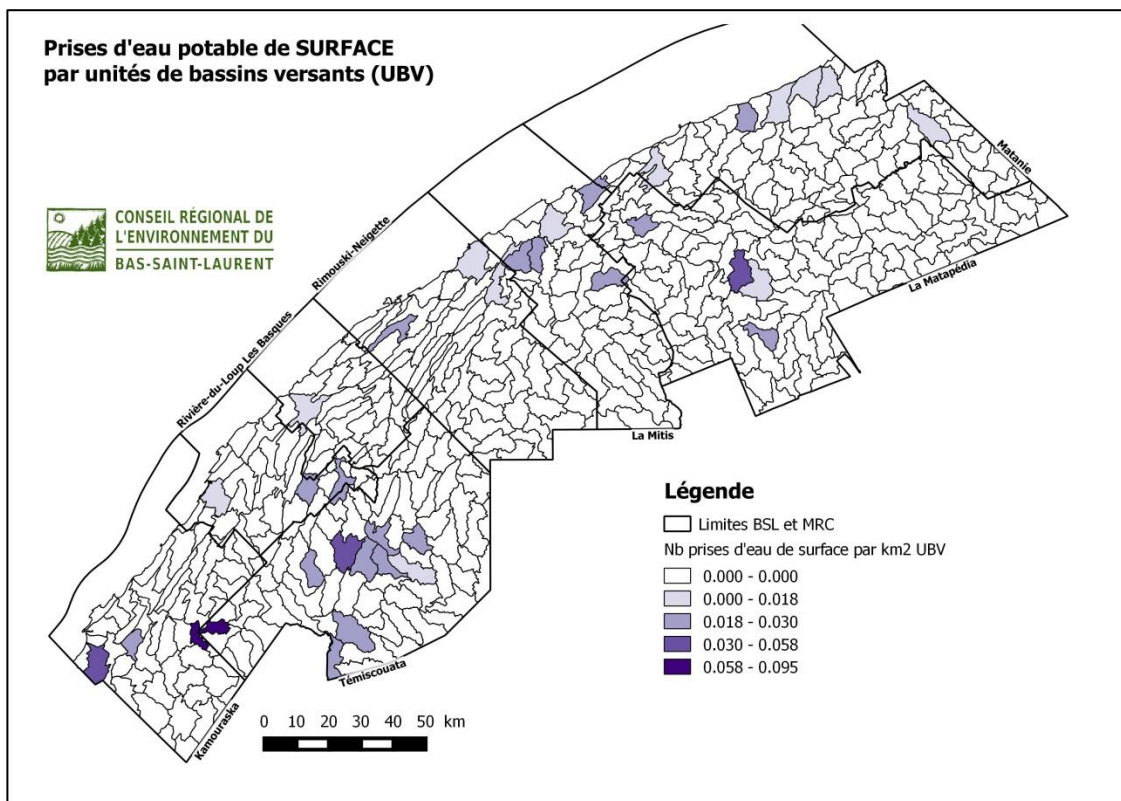 Prises d'eau potable de SURFACE
par unités de bassins versants (UBV)
CONSEIL RÉGIONAL DE
L'ENVIRONNEMENT DU
BAS-SAINT-LAURENT
Matanie
Rimouski-Neigette
La Matapédia
Rivière-du-Loup Les Basques
La Mitis
Témiscouata
Kamouraska
Légende
Limites BSL et MRC
Nb prises d'eau de surface par km2 UBV
0.000 - 0.000
0.000 - 0.018
0.018 - 0.030
0.030 - 0.058
0.058 - 0.095
0 10 20 30 40 50 km